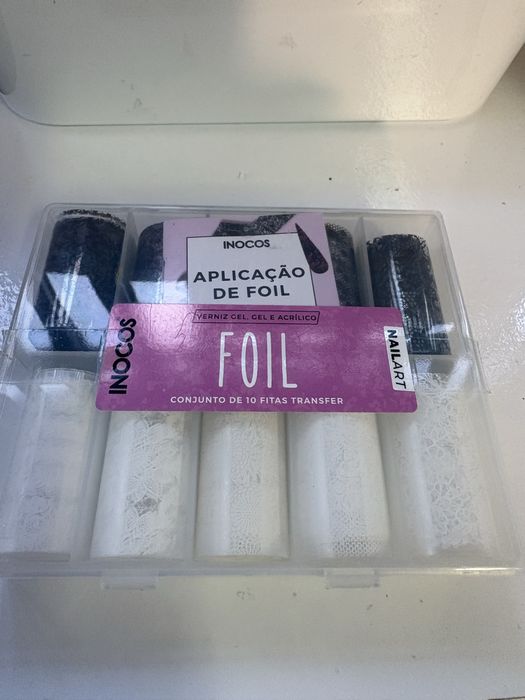 INOCOS
APLICAÇÃO
DE FOIL
VERNIZ GEL, GEL E ACRÍLICO
INOCOS
FOIL
NAILART
CONJUNTO DE 10 FITAS TRANSFER